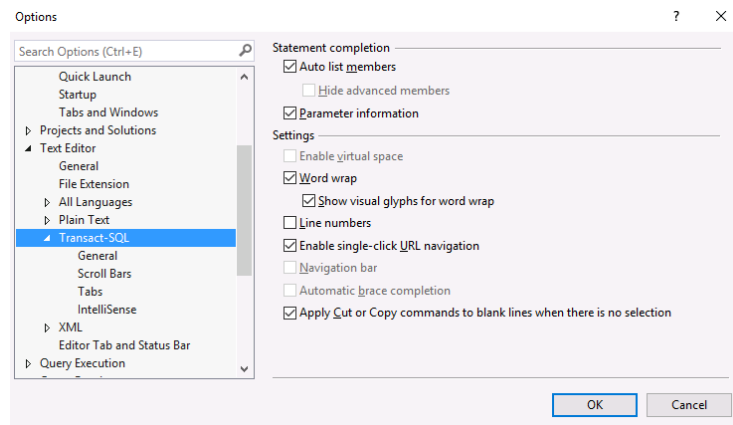 Options
?
Search Options (Ctrl+E)
Quick Launch
Startup
Tabs and Windows
Projects and Solutions
Text Editor
General
File Extension
All Languages
Plain Text
Transact-SQL
General
Scroll Bars
Tabs
IntelliSense
XML
Editor Tab and Status Bar
Query Execution
Statement completion
Auto list members
Hide advanced members
Parameter information
Settings
Enable virtual space
Word wrap
Show visual glyphs for word wrap
Line numbers
Enable single-click URL navigation
Navigation bar
Automatic brace completion
Apply Cut or Copy commands to blank lines when there is no selection
OK
Cancel